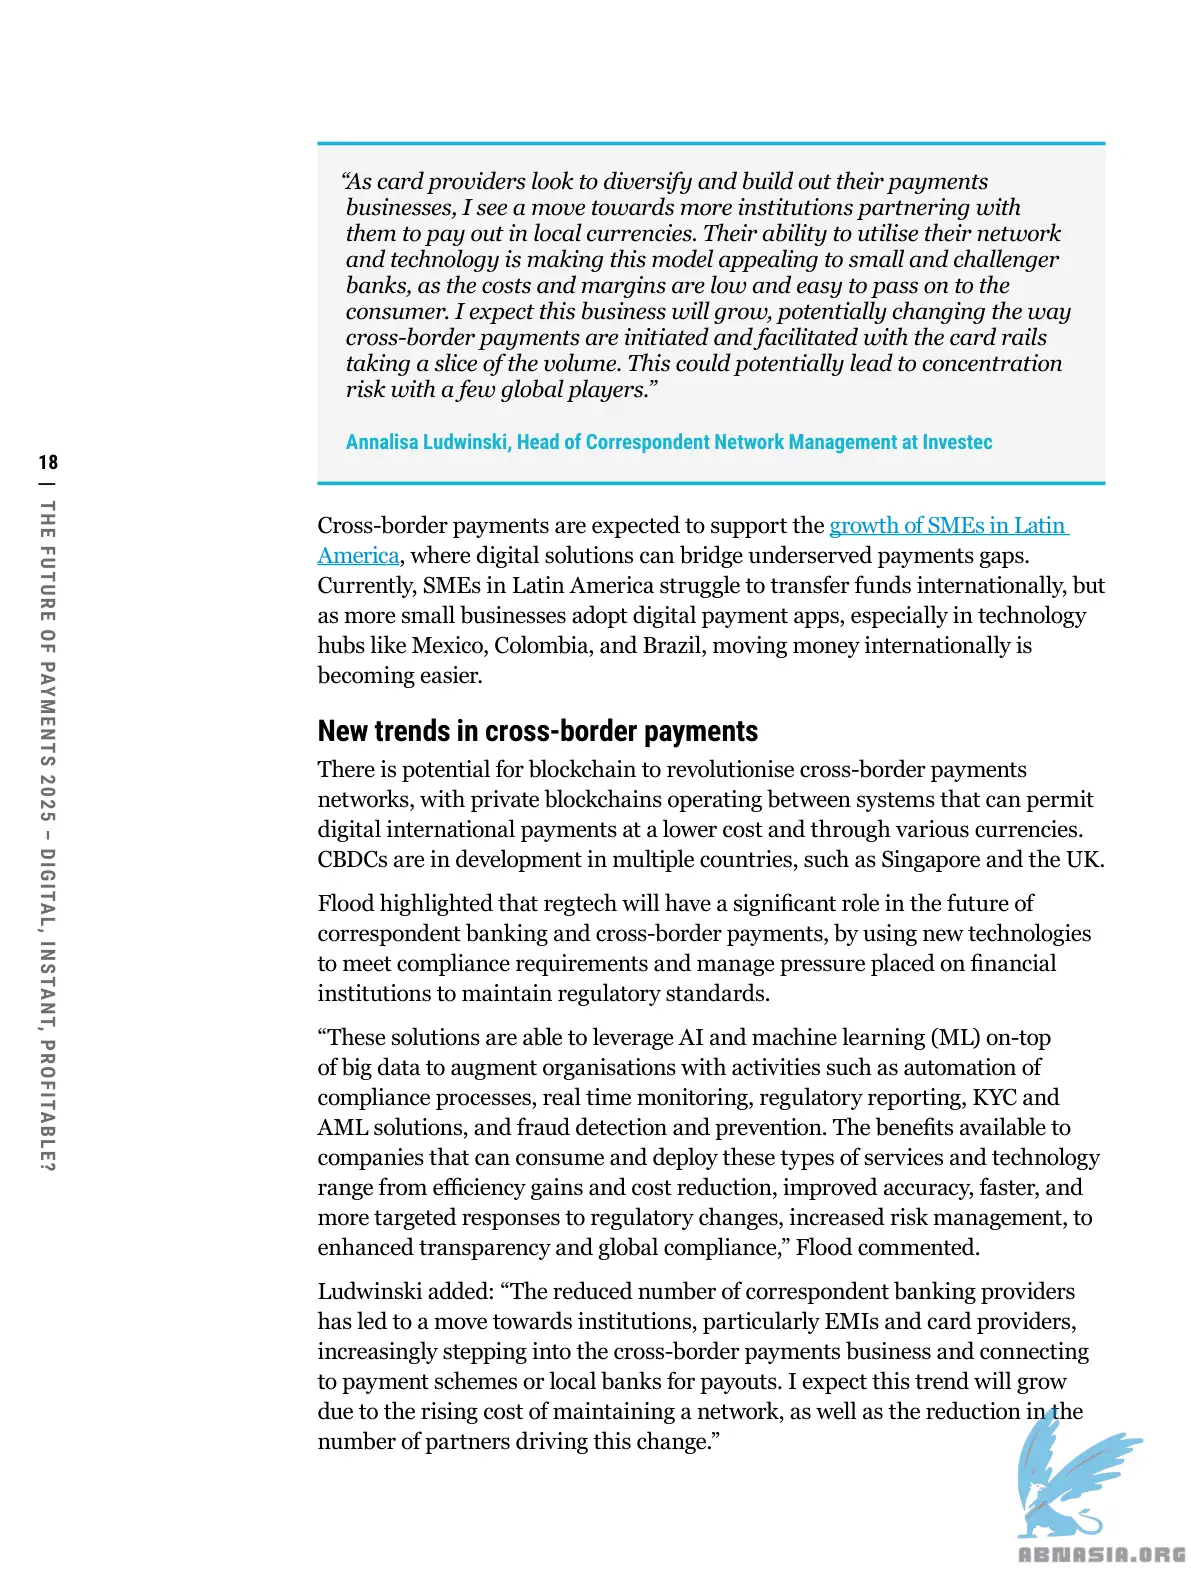 “As card providers look to diversify and build out their payments
businesses, I see a move towards more institutions partnering with
them to pay out in local currencies. Their ability to utilise their network
and technology is making this model appealing to small and challenger
banks, as the costs and margins are low and easy to pass on to the
consumer. I expect this business will grow, potentially changing the way
cross-border payments are initiated and facilitated with the card rails
taking a slice of the volume. This could potentially lead to concentration
risk with a few global players.”
Annalisa Ludwinski, Head of Correspondent Network Management at Investec
18
THE FUTURE OF PAYMENTS 2025 – DIGITAL, INSTANT, PROFITABLE?
Cross-border payments are expected to support the growth of SMEs in Latin
America, where digital solutions can bridge underserved payments gaps.
Currently, SMEs in Latin America struggle to transfer funds internationally, but
as more small businesses adopt digital payment apps, especially in technology
hubs like Mexico, Colombia, and Brazil, moving money internationally is
becoming easier.
New trends in cross-border payments
There is potential for blockchain to revolutionise cross-border payments
networks, with private blockchains operating between systems that can permit
digital international payments at a lower cost and through various currencies.
CBDCs are in development in multiple countries, such as Singapore and the UK.
Flood highlighted that regtech will have a significant role in the future of
correspondent banking and cross-border payments, by using new technologies
to meet compliance requirements and manage pressure placed on financial
institutions to maintain regulatory standards.
“These solutions are able to leverage AI and machine learning (ML) on-top
of big data to augment organisations with activities such as automation of
compliance processes, real time monitoring, regulatory reporting, KYC and
AML solutions, and fraud detection and prevention. The benefits available to
companies that can consume and deploy these types of services and technology
range from efficiency gains and cost reduction, improved accuracy, faster, and
more targeted responses to regulatory changes, increased risk management, to
enhanced transparency and global compliance,” Flood commented.
Ludwinski added: “The reduced number of correspondent banking providers
has led to a move towards institutions, particularly EMIs and card providers,
increasingly stepping into the cross-border payments business and connecting
to payment schemes or local banks for payouts. I expect this trend will grow
due to the rising cost of maintaining a network, as well as the reduction in the
number of partners driving this change.”
ABNASIA.ORG